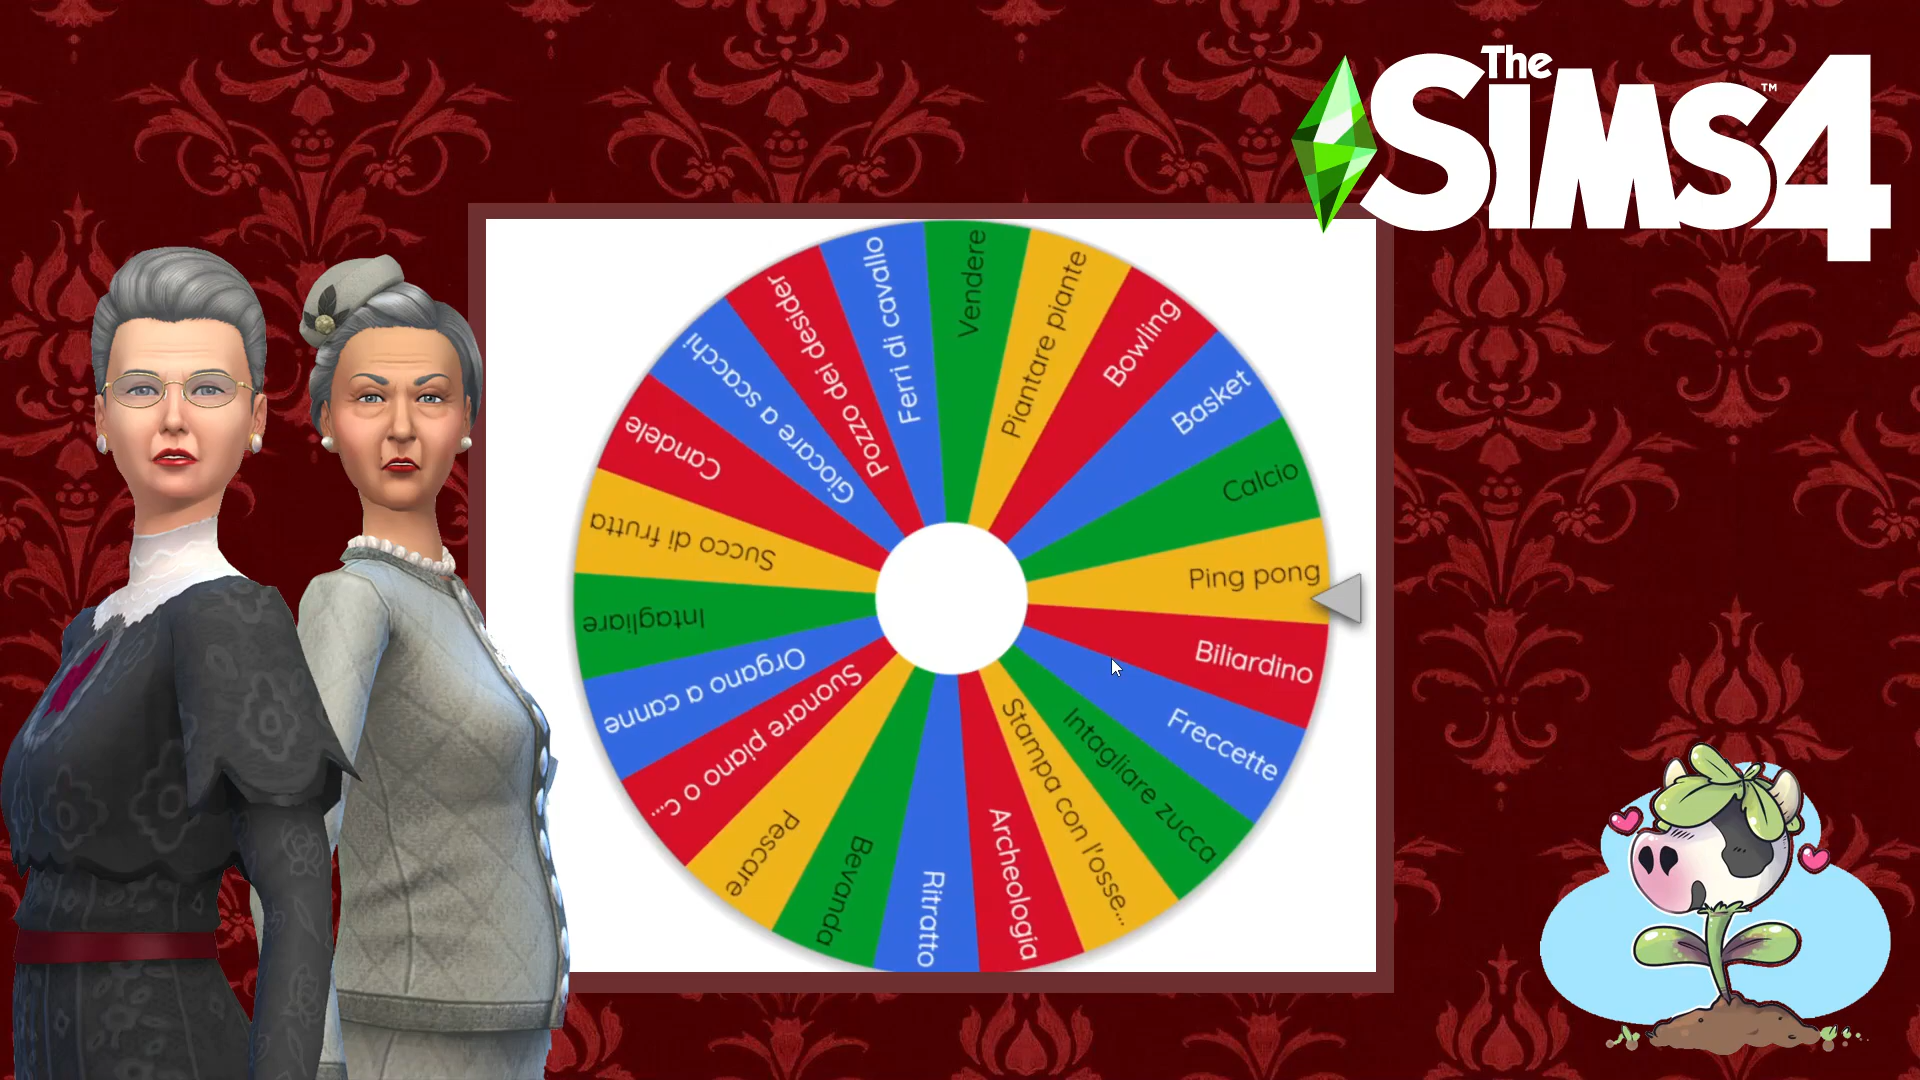 The
SIMS4
™
Vendere
Piantare piante
Bowling
Basket
Calcio
Ping pong
Biliardino
Freccette
Intagliare zucca
Stampa con l'osse...
Archeologia
Ritratto
Bevanda
Pescare
Suonare piano o c...
Organo a canne
Intagliare
Succo di frutta
Candele
Giocare a scacchi
Pozzo dei desider
Ferri di cavallo